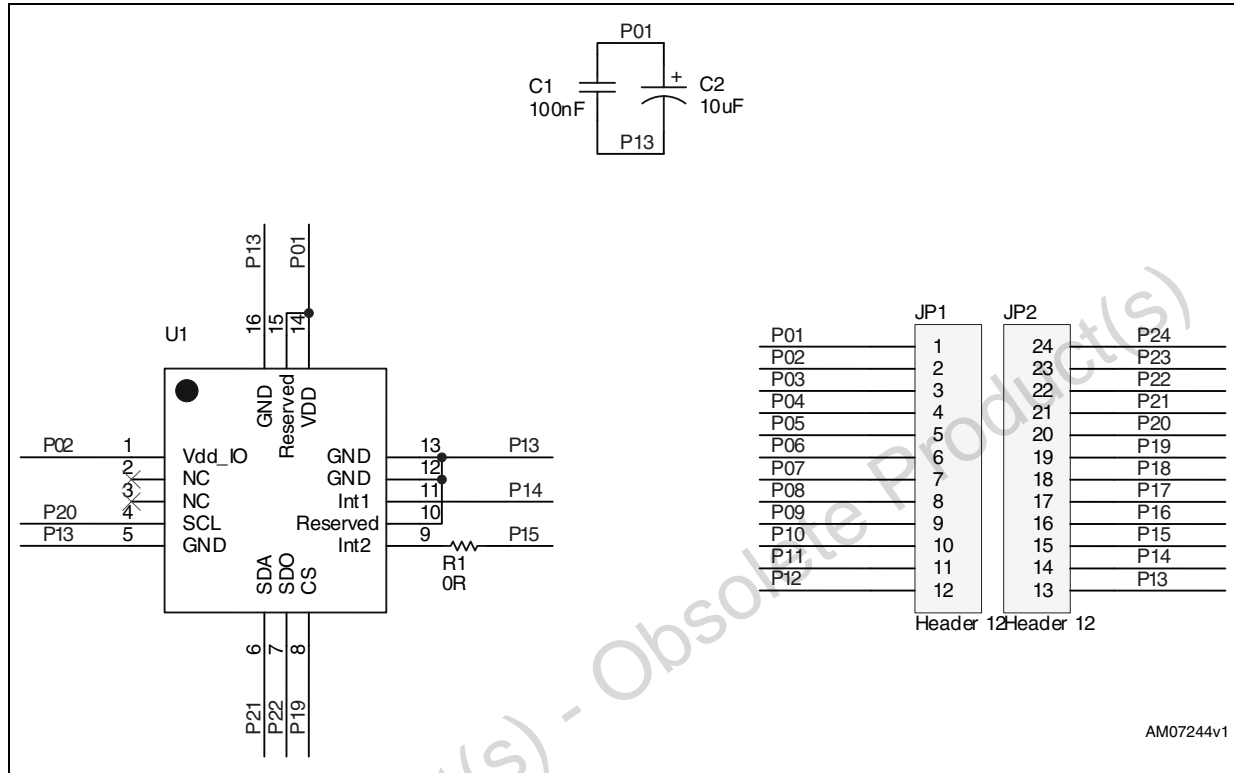 P01
C1
100nF
+
C2
10uF
P13
P13
P01
16
15
14
U1
GND
Reserved
VDD
P02 1 Vdd_IO
2 NC
3 NC
P20 4 SCL
P13 5 GND
GND 13 P13
GND 12
Int1 11 P14
Reserved 10
Int2 9 P15
R1
0R
SDA
SDO
CS
6
7
8
P21
P22
P19
JP1 JP2
P01 1 24 P24
P02 2 23 P23
P03 3 22 P22
P04 4 21 P21
P05 5 20 P20
P06 6 19 P19
P07 7 18 P18
P08 8 17 P17
P09 9 16 P16
P10 10 15 P15
P11 11 14 P14
P12 12 13 P13
Header 12 Header 12
(s) - Obsolete Product(s)
AM07244v1